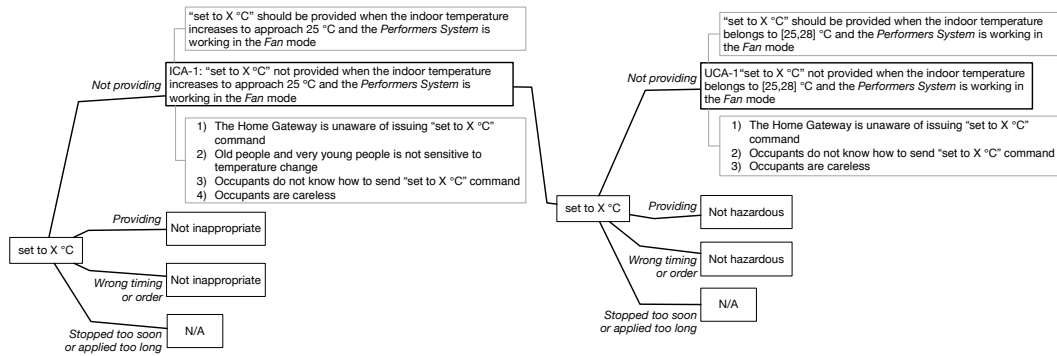 "set to X °C" should be provided when the indoor temperature
increases to approach 25 °C and the Performers System is
working in the Fan mode
Not providing
ICA-1: "set to X °C" not provided when the indoor temperature
increases to approach 25 °C and the Performers System is
working in the Fan mode
1) The Home Gateway is unaware of issuing "set to X °C"
command
2) Old people and very young people is not sensitive to
temperature change
3) Occupants do not know how to send "set to X °C" command
4) Occupants are careless
set to X °C
Providing
Not inappropriate
Wrong timing
or order
Not inappropriate
Stopped too soon
or applied too long
N/A
"set to X °C" should be provided when the indoor temperature
belongs to [25,28] °C and the Performers System is working in
the Fan mode
Not providing
UCA-1"set to X °C" not provided when the indoor temperature
belongs to [25,28] °C and the Performers System is working in
the Fan mode
1) The Home Gateway is unaware of issuing "set to X °C"
command
2) Occupants do not know how to send "set to X °C" command
3) Occupants are careless
set to X °C
Providing
Not hazardous
Wrong timing
or order
Not hazardous
Stopped too soon
or applied too long
N/A